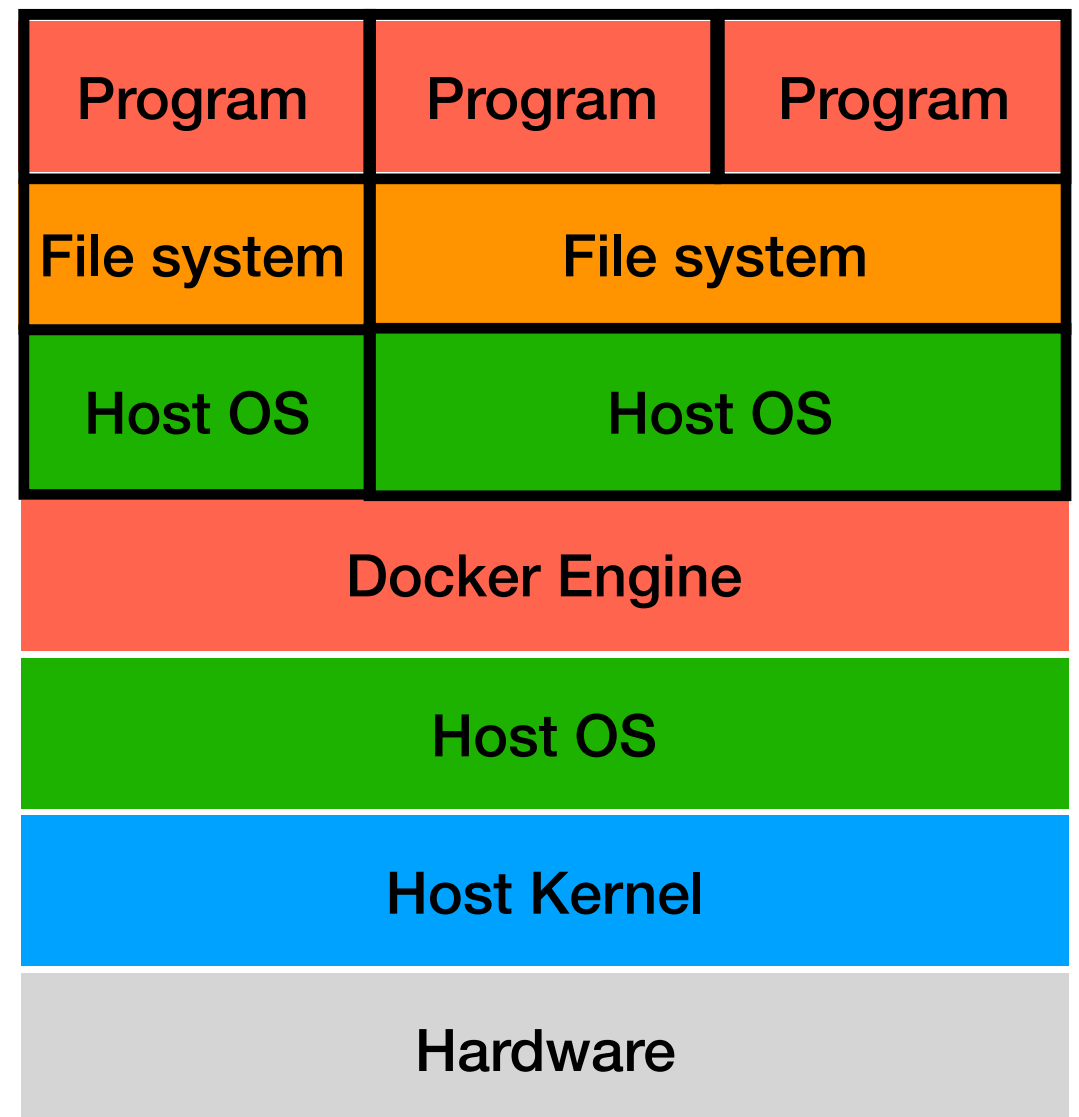 Program
Program
Program
File system
File system
Host OS
Host OS
Docker Engine
Host OS
Host Kernel
Hardware